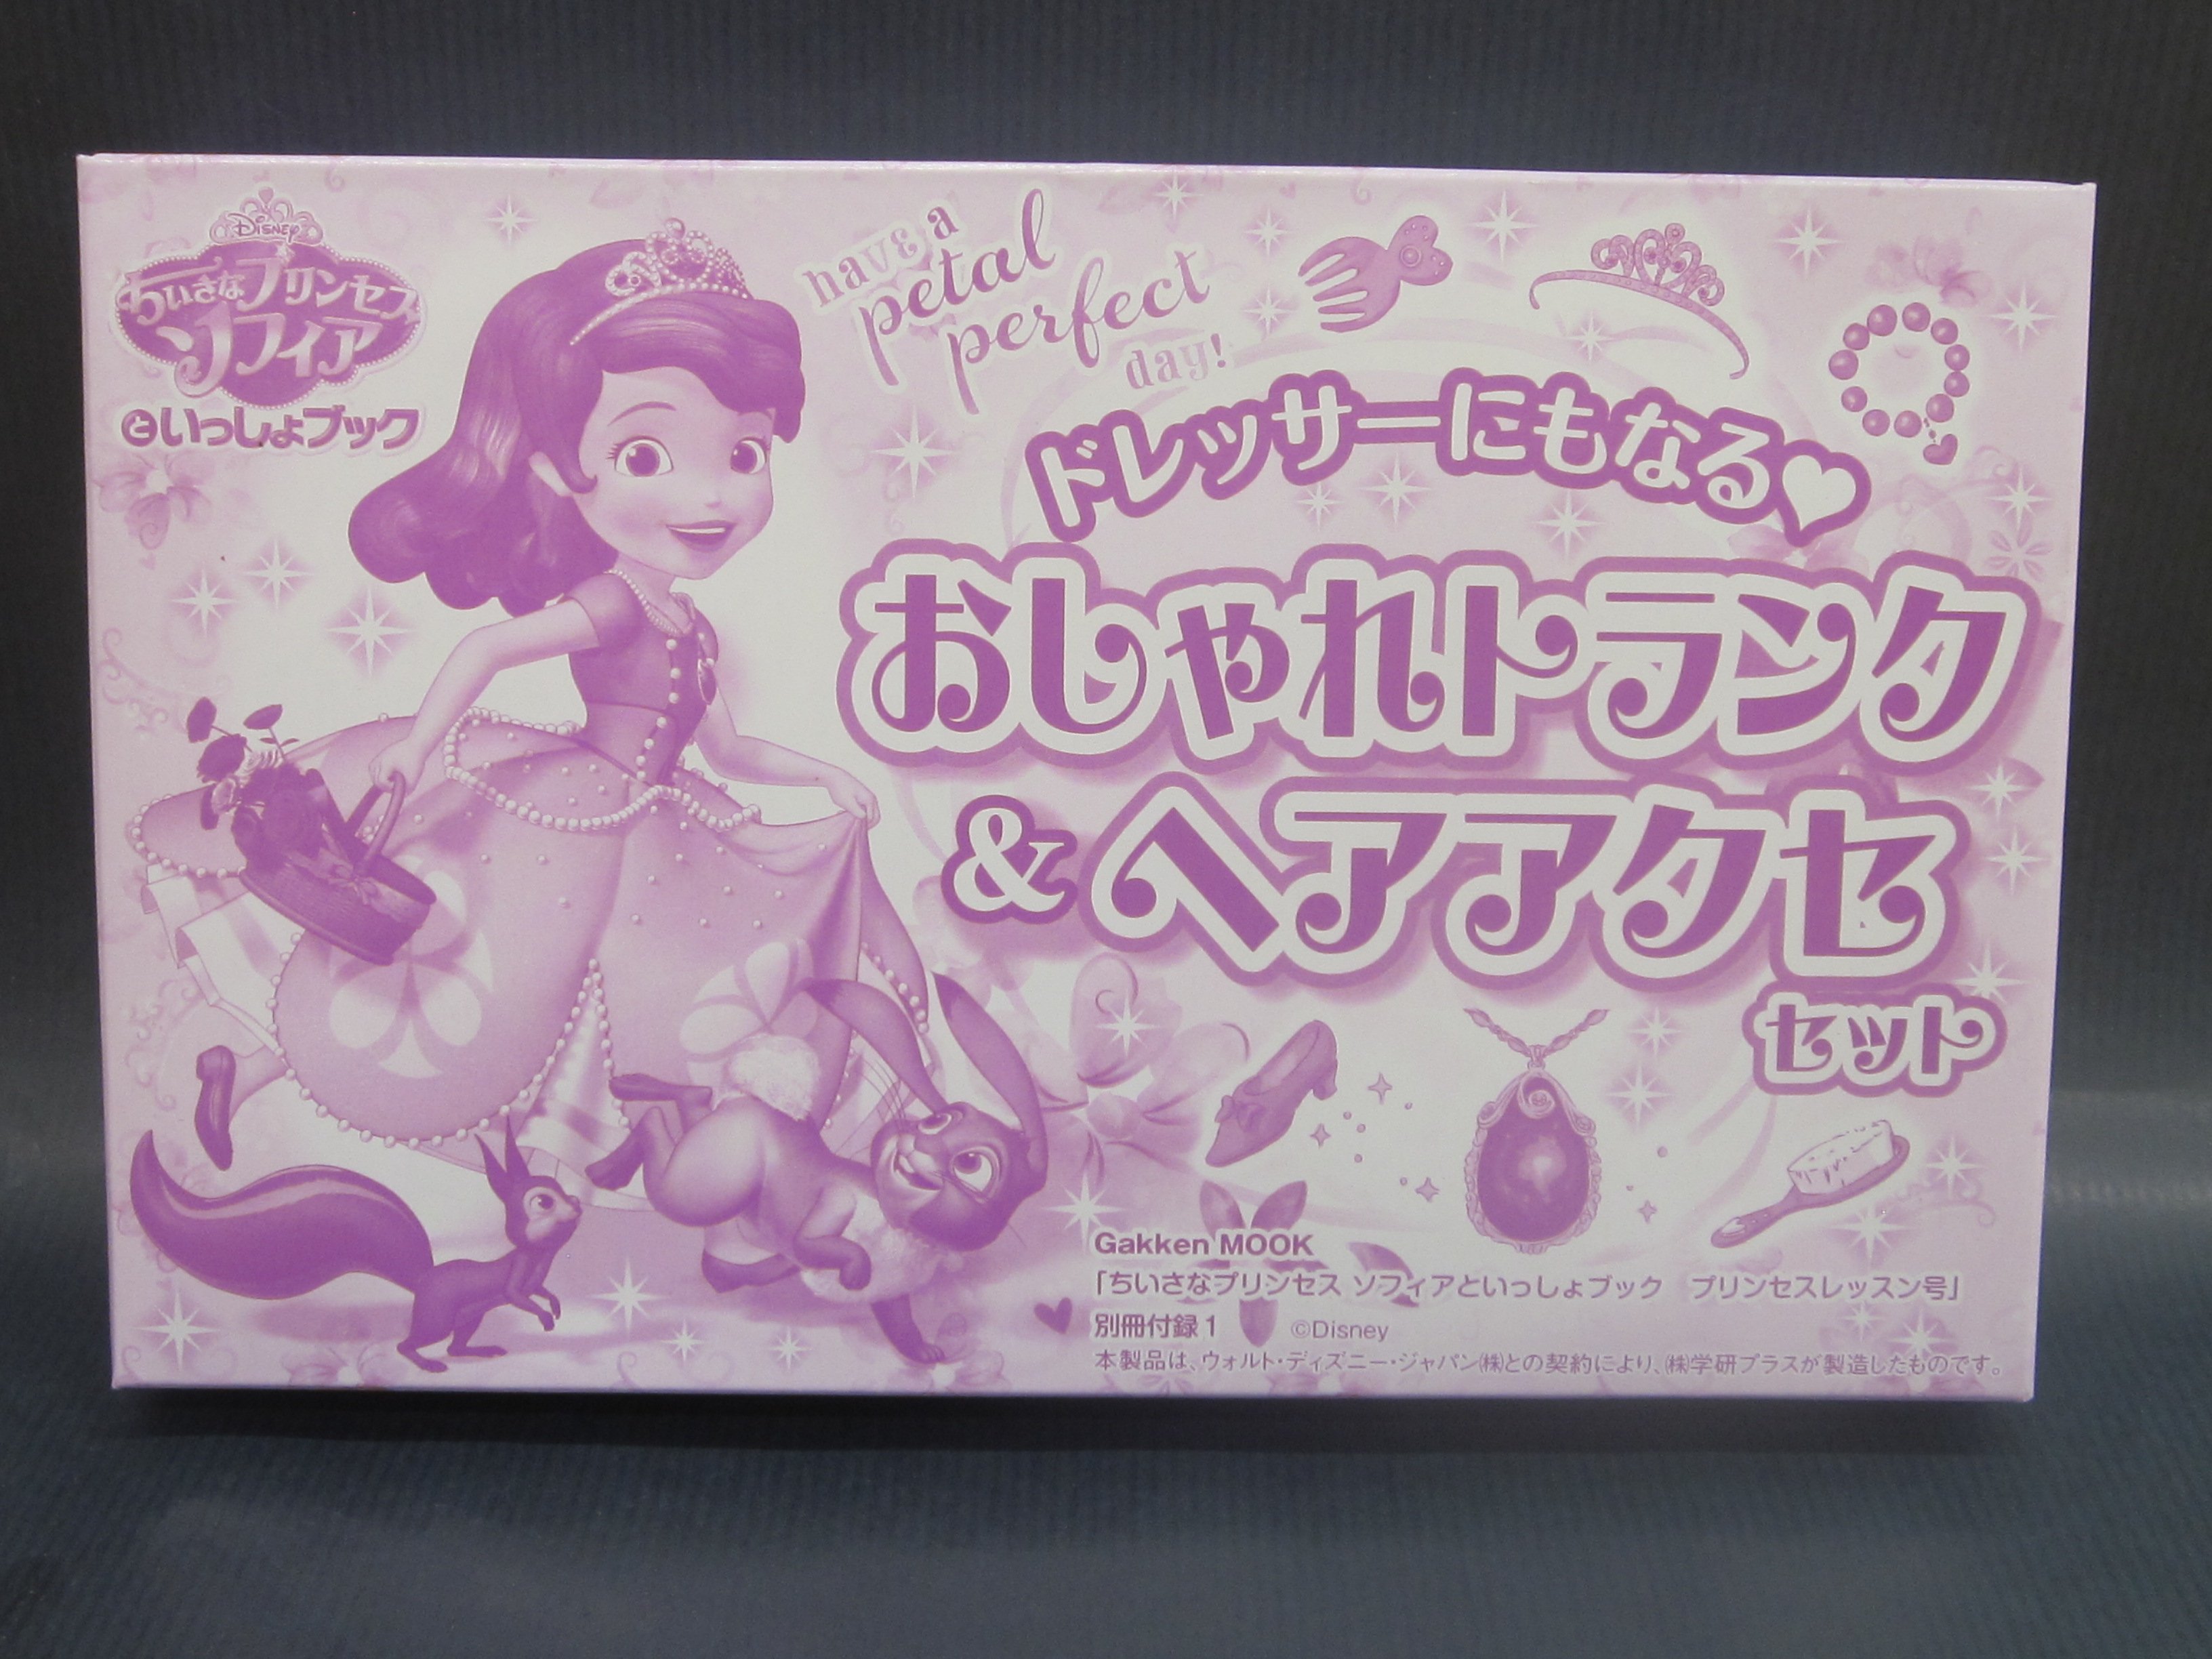 Disney
ちいさなプリンセス
ソフィア
といっしょブック
have a
petal
perfect
day!
ドレッサーにもなる♥
おしゃれトランク
&ヘアアクセ
セット
Gakken MOOK
「ちいさなプリンセス ソフィアといっしょブック　プリンセスレッスン号」
別冊付録1　©Disney
本製品は、ウォルト・ディズニー・ジャパン㈱との契約により、㈱学研プラスが製造したものです。